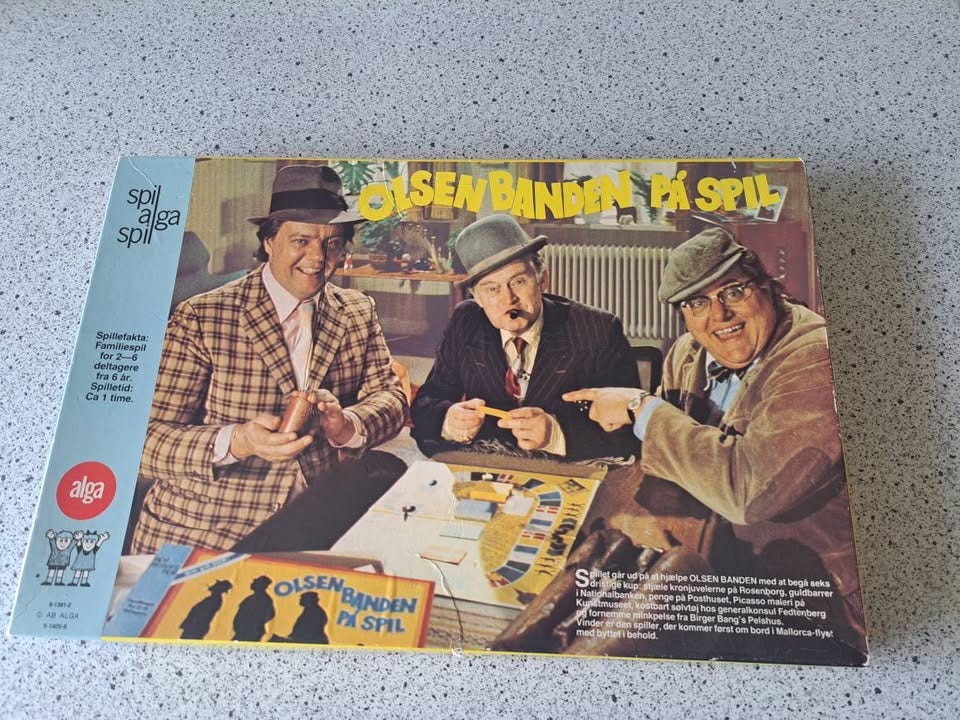 OLSEN BANDEN PÅ SPIL
spil
alga
spil
Spillefakta:
Familiespil
for 2—6
deltagere
fra 6 år.
Spilletid:
Ca 1 time.
alga
© AB ALGA
OLSEN BANDEN
PÅ SPIL
Spillet går ud på at hjælpe OLSEN BANDEN med at begå seks
dristige kup: stjæle kronjuvelerne på Rosenborg, guldbarrer
i Nationalbanken, penge på Posthuset, Picasso maleri på
Kunstmuseet, kostbart sølvtøj hos generalkonsul Fedtenberg
og fornemme minkpelse fra Birger Bang's Pelshus.
Vinder er den spiller, der kommer først om bord i Mallorca-flyet
med byttet i behold.